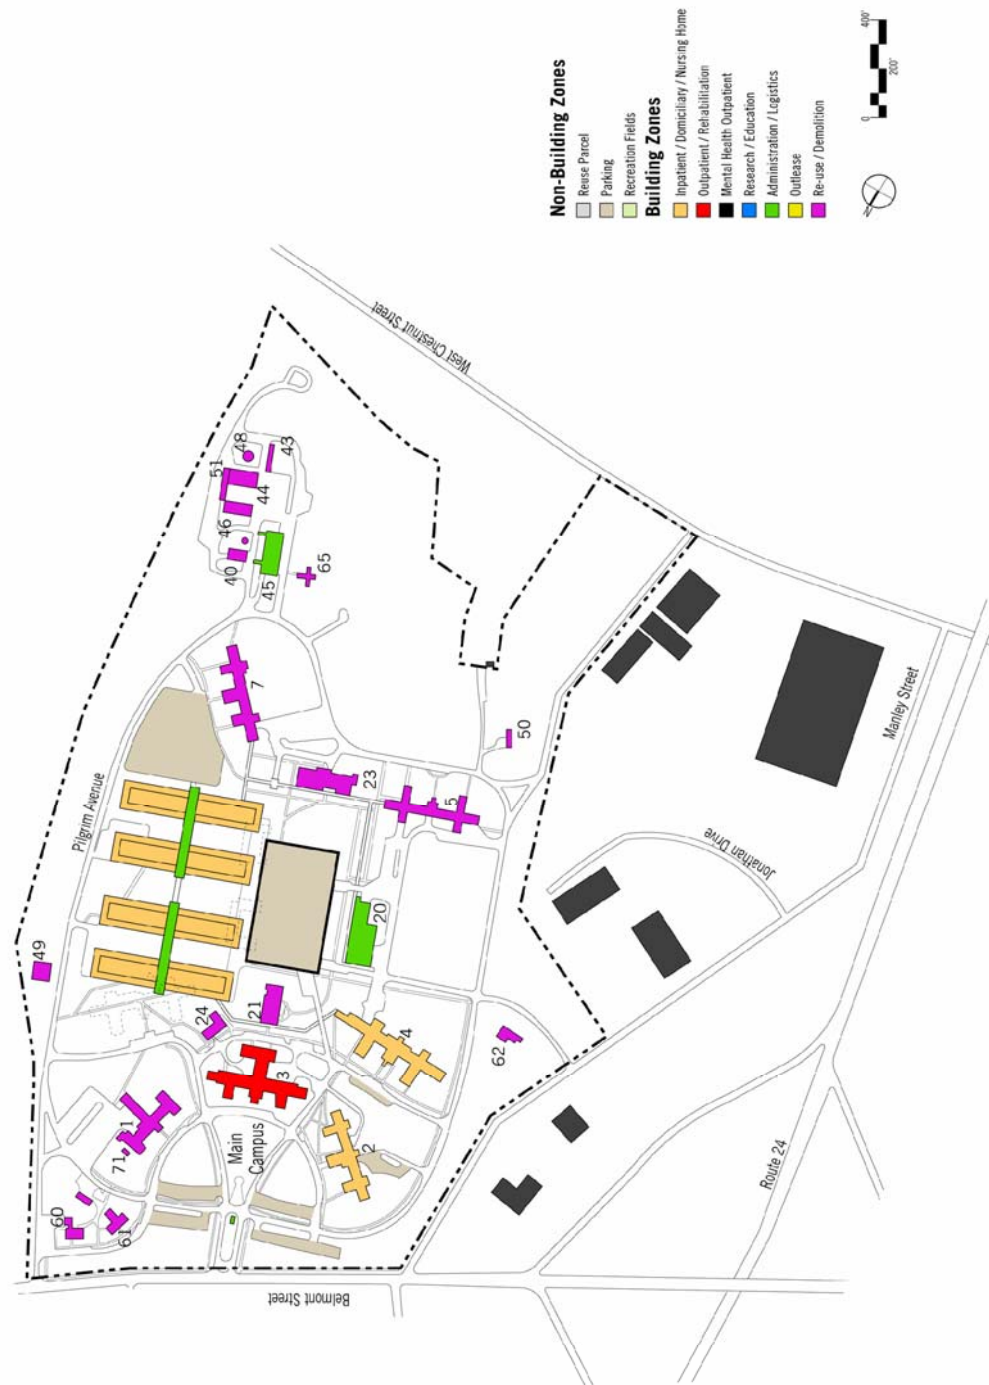 Non-Building Zones
Reuse Parcel
Parking
Recreation Fields
Building Zones
Inpatient / Domiciliary / Nursing Home
Outpatient / Rehabilitation
Mental Health Outpatient
Research / Education
Administration / Logistics
Outlease
Re-use / Demolition
0
200'
400'
N
West Chestnut Street
Pilgrim Avenue
Manley Street
Jonathan Drive
Route 24
Belmont Street
Main
Campus
51
48
43
44
46
40
45
65
7
50
23
5
49
20
24
21
4
3
62
2
1
71
60
61